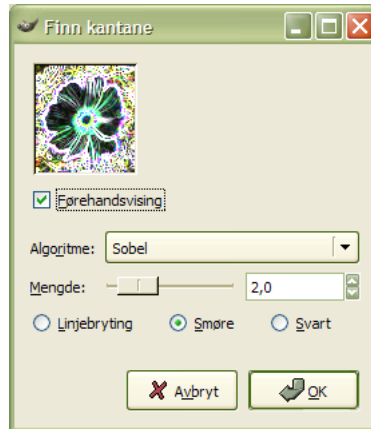 Finn kantane
Førehandsvising
Algoritme: Sobel
Mengde: 2,0
Linjebryting Smøre Svart
Avbryt OK